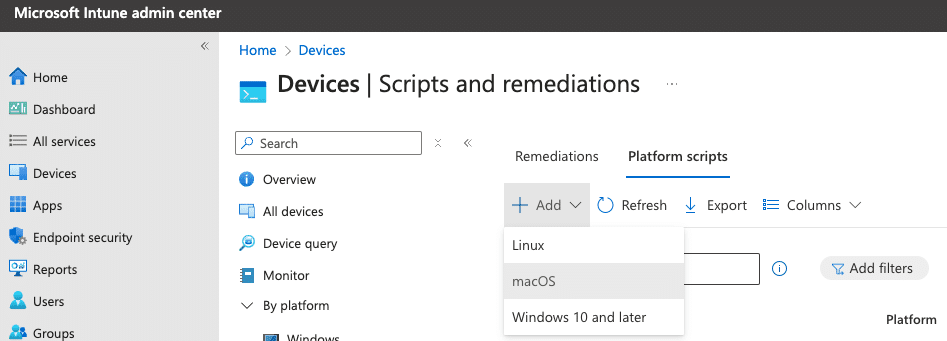 Microsoft Intune admin center
«
Home > Devices
Devices | Scripts and remediations ...
Home
Dashboard
All services
Devices
Apps
Endpoint security
Reports
Users
Groups
Search
«
Overview
All devices
Device query
Monitor
By platform
Windows
Remediations Platform scripts
Add Refresh Export Columns
Linux
macOS
Windows 10 and later
Add filters
Platform